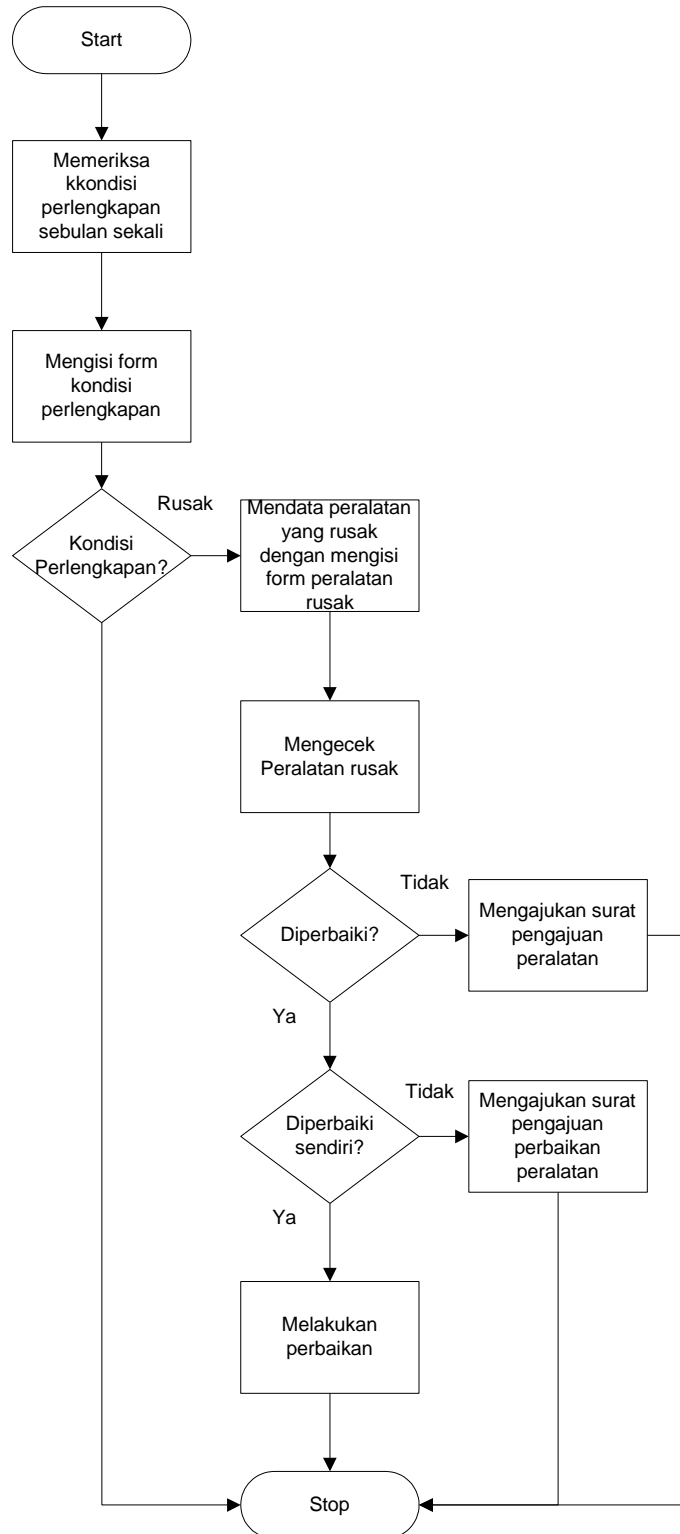 Start
Memeriksa
kkondisi
perlengkapan
sebulan sekali
Mengisi form
kondisi
perlengkapan
Kondisi
Perlengkapan?
Rusak
Mendata peralatan
yang rusak
dengan mengisi
form peralatan
rusak
Mengecek
Peralatan rusak
Diperbaiki?
Tidak
Mengajukan surat
pengajuan
peralatan
Ya
Diperbaiki
sendiri?
Tidak
Mengajukan surat
pengajuan
perbaikan
peralatan
Ya
Melakukan
perbaikan
Stop